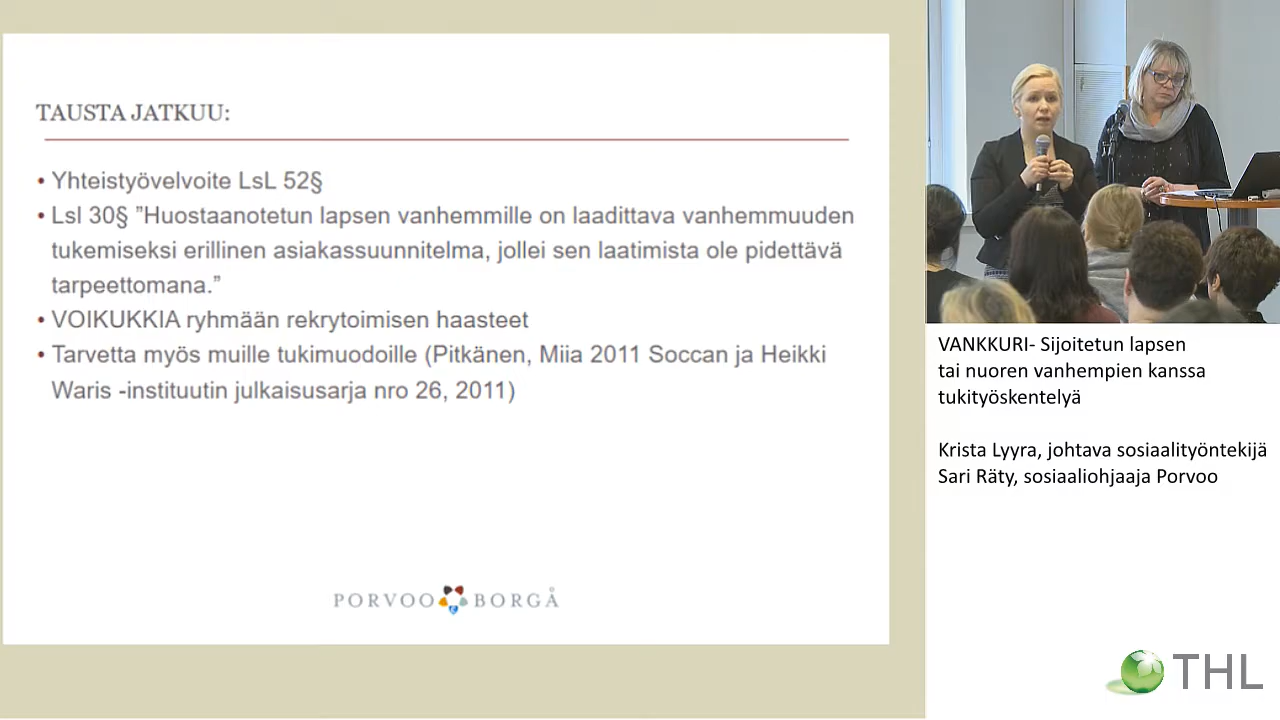 TAUSTA JATKUU:
• Yhteistyövelvoite LsL 52§
• Lsl 30§ ”Huostaanotetun lapsen vanhemmille on laadittava vanhemmuuden
tukemiseksi erillinen asiakassuunnitelma, jollei sen laatimista ole pidettävä
tarpeettomana.”
• VOIKUKKIA ryhmään rekrytoimisen haasteet
• Tarvetta myös muille tukimuodoille (Pitkänen, Miia 2011 Soccan ja Heikki
Waris -instituutin julkaisusarja nro 26, 2011)
PORVOO BORGÅ
VANKKURI- Sijoitetun lapsen
tai nuoren vanhempien kanssa
tukityöskentelyä
Krista Lyyra, johtava sosiaalityöntekijä
Sari Räty, sosiaaliohjaaja Porvoo
THL